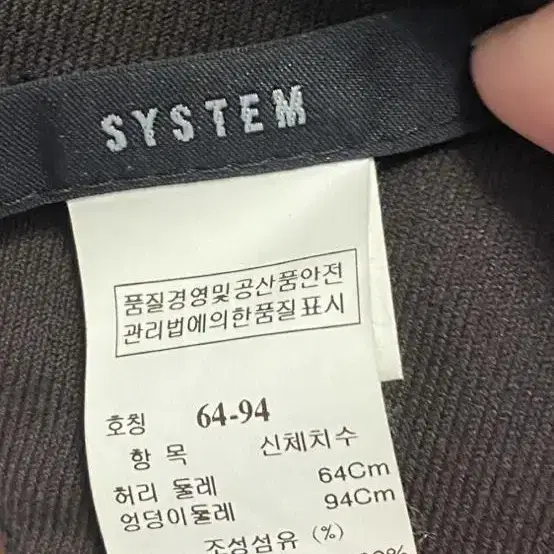 SYSTEM
품질경영및공산품안전
관리법에의한품질표시
호칭 64-94
항 목 신체치수
허리 둘레 64Cm
엉덩이둘레 94Cm
조성섬유 (%)